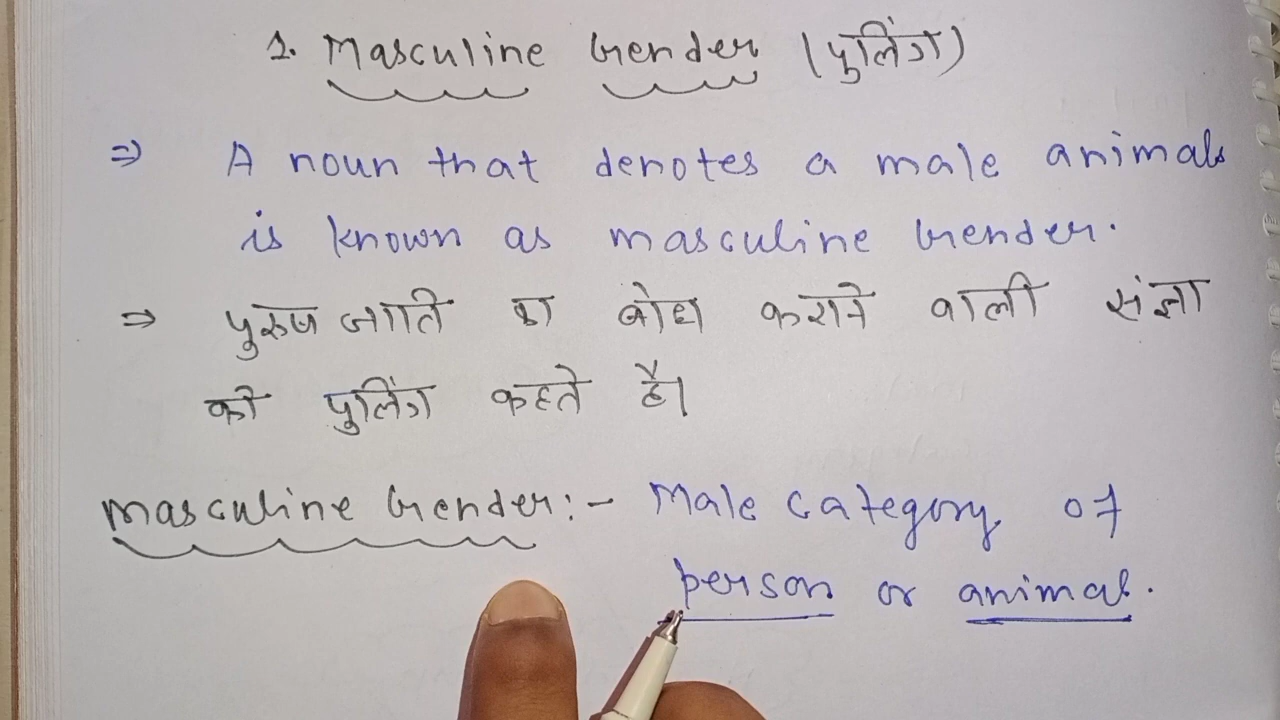 1. Masculine Gender (पुलिंग)
⇒ A noun that denotes a male animals
is known as masculine Gender.
⇒ पुरुष जाति का बोध कराने वाली संज्ञा
को पुलिंग कहते है।
Masculine Gender:- Male category of
person or animal.